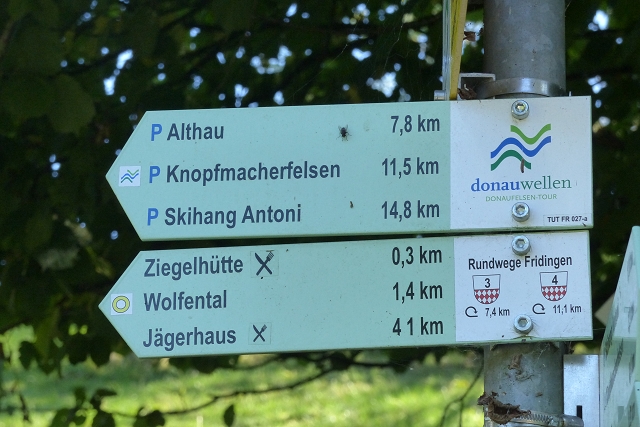 P Althau 7,8 km
P Knopfmacherfelsen 11,5 km
P Skihang Antoni 14,8 km
donauwellen
DONAUFELSEN-TOUR
TUT FR 027-a
Ziegelhütte 0,3 km
Wolfental 1,4 km
Jägerhaus 4 1 km
Rundwege Fridingen
3 4
7,4 km 11,1 km